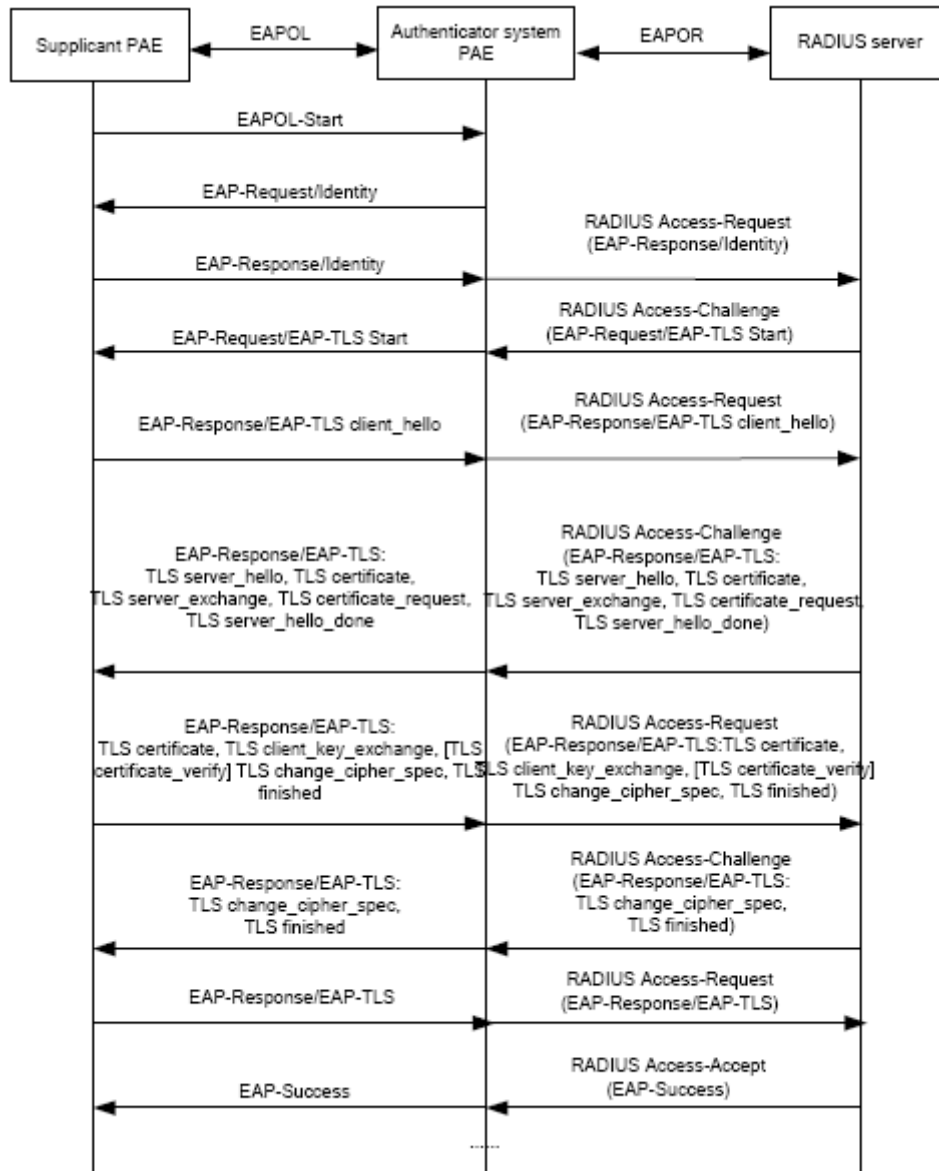 Supplicant PAE
EAPOL
Authenticator system
PAE
EAPOR
RADIUS server
EAPOL-Start
EAP-Request/Identity
RADIUS Access-Request
(EAP-Response/Identity)
EAP-Response/Identity
RADIUS Access-Challenge
(EAP-Request/EAP-TLS Start)
EAP-Request/EAP-TLS Start
RADIUS Access-Request
(EAP-Response/EAP-TLS client_hello)
EAP-Response/EAP-TLS client_hello
EAP-Response/EAP-TLS:
TLS server_hello, TLS certificate,
TLS server_exchange, TLS certificate_request,
TLS server_hello_done
RADIUS Access-Challenge
(EAP-Response/EAP-TLS:
TLS server_hello, TLS certificate,
TLS server_exchange, TLS certificate_request,
TLS server_hello_done)
EAP-Response/EAP-TLS:
TLS certificate, TLS client_key_exchange, [TLS
certificate_verify] TLS change_cipher_spec, TLS
finished
RADIUS Access-Request
(EAP-Response/EAP-TLS:TLS certificate,
TLS client_key_exchange, [TLS certificate_verify]
TLS change_cipher_spec, TLS finished)
EAP-Response/EAP-TLS:
TLS change_cipher_spec,
TLS finished
RADIUS Access-Challenge
(EAP-Response/EAP-TLS:
TLS change_cipher_spec,
TLS finished)
EAP-Response/EAP-TLS
RADIUS Access-Request
(EAP-Response/EAP-TLS)
EAP-Success
RADIUS Access-Accept
(EAP-Success)
......